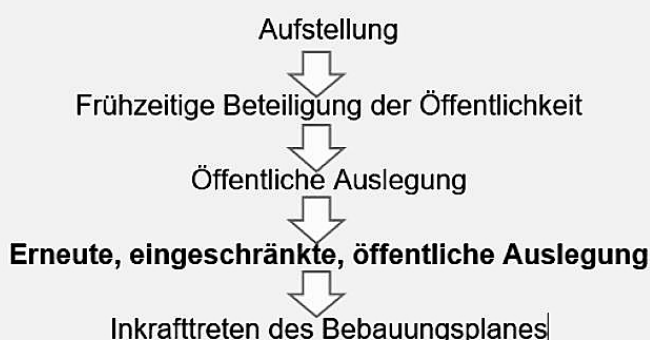 Aufstellung
Frühzeitige Beteiligung der Öffentlichkeit
Öffentliche Auslegung
Erneute, eingeschränkte, öffentliche Auslegung
Inkrafttreten des Bebauungsplanes